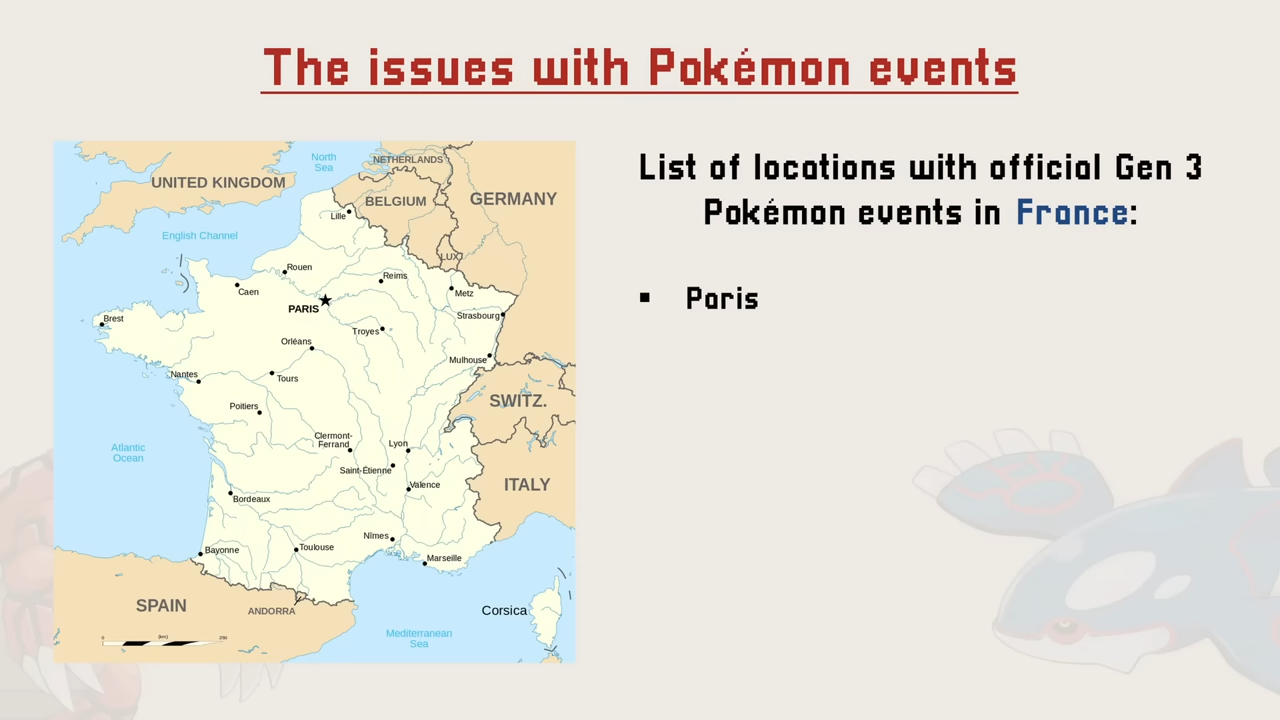 The issues with Pokémon events
List of locations with official Gen 3
Pokémon events in France:
▪ Paris
North
Sea
NETHERLANDS
UNITED KINGDOM
BELGIUM
GERMANY
Lille
English Channel
LUX.
Rouen
Reims
Caen
Metz
PARIS
Strasbourg
Brest
Troyes
Orléans
Mulhouse
Nantes
Tours
SWITZ.
Poitiers
Clermont-
Ferrand
Lyon
Atlantic
Ocean
Saint-Étienne
Valence
ITALY
Bordeaux
Nîmes
Bayonne
Toulouse
Marseille
SPAIN
ANDORRA
Corsica
Mediterranean
Sea
0 (km) 250